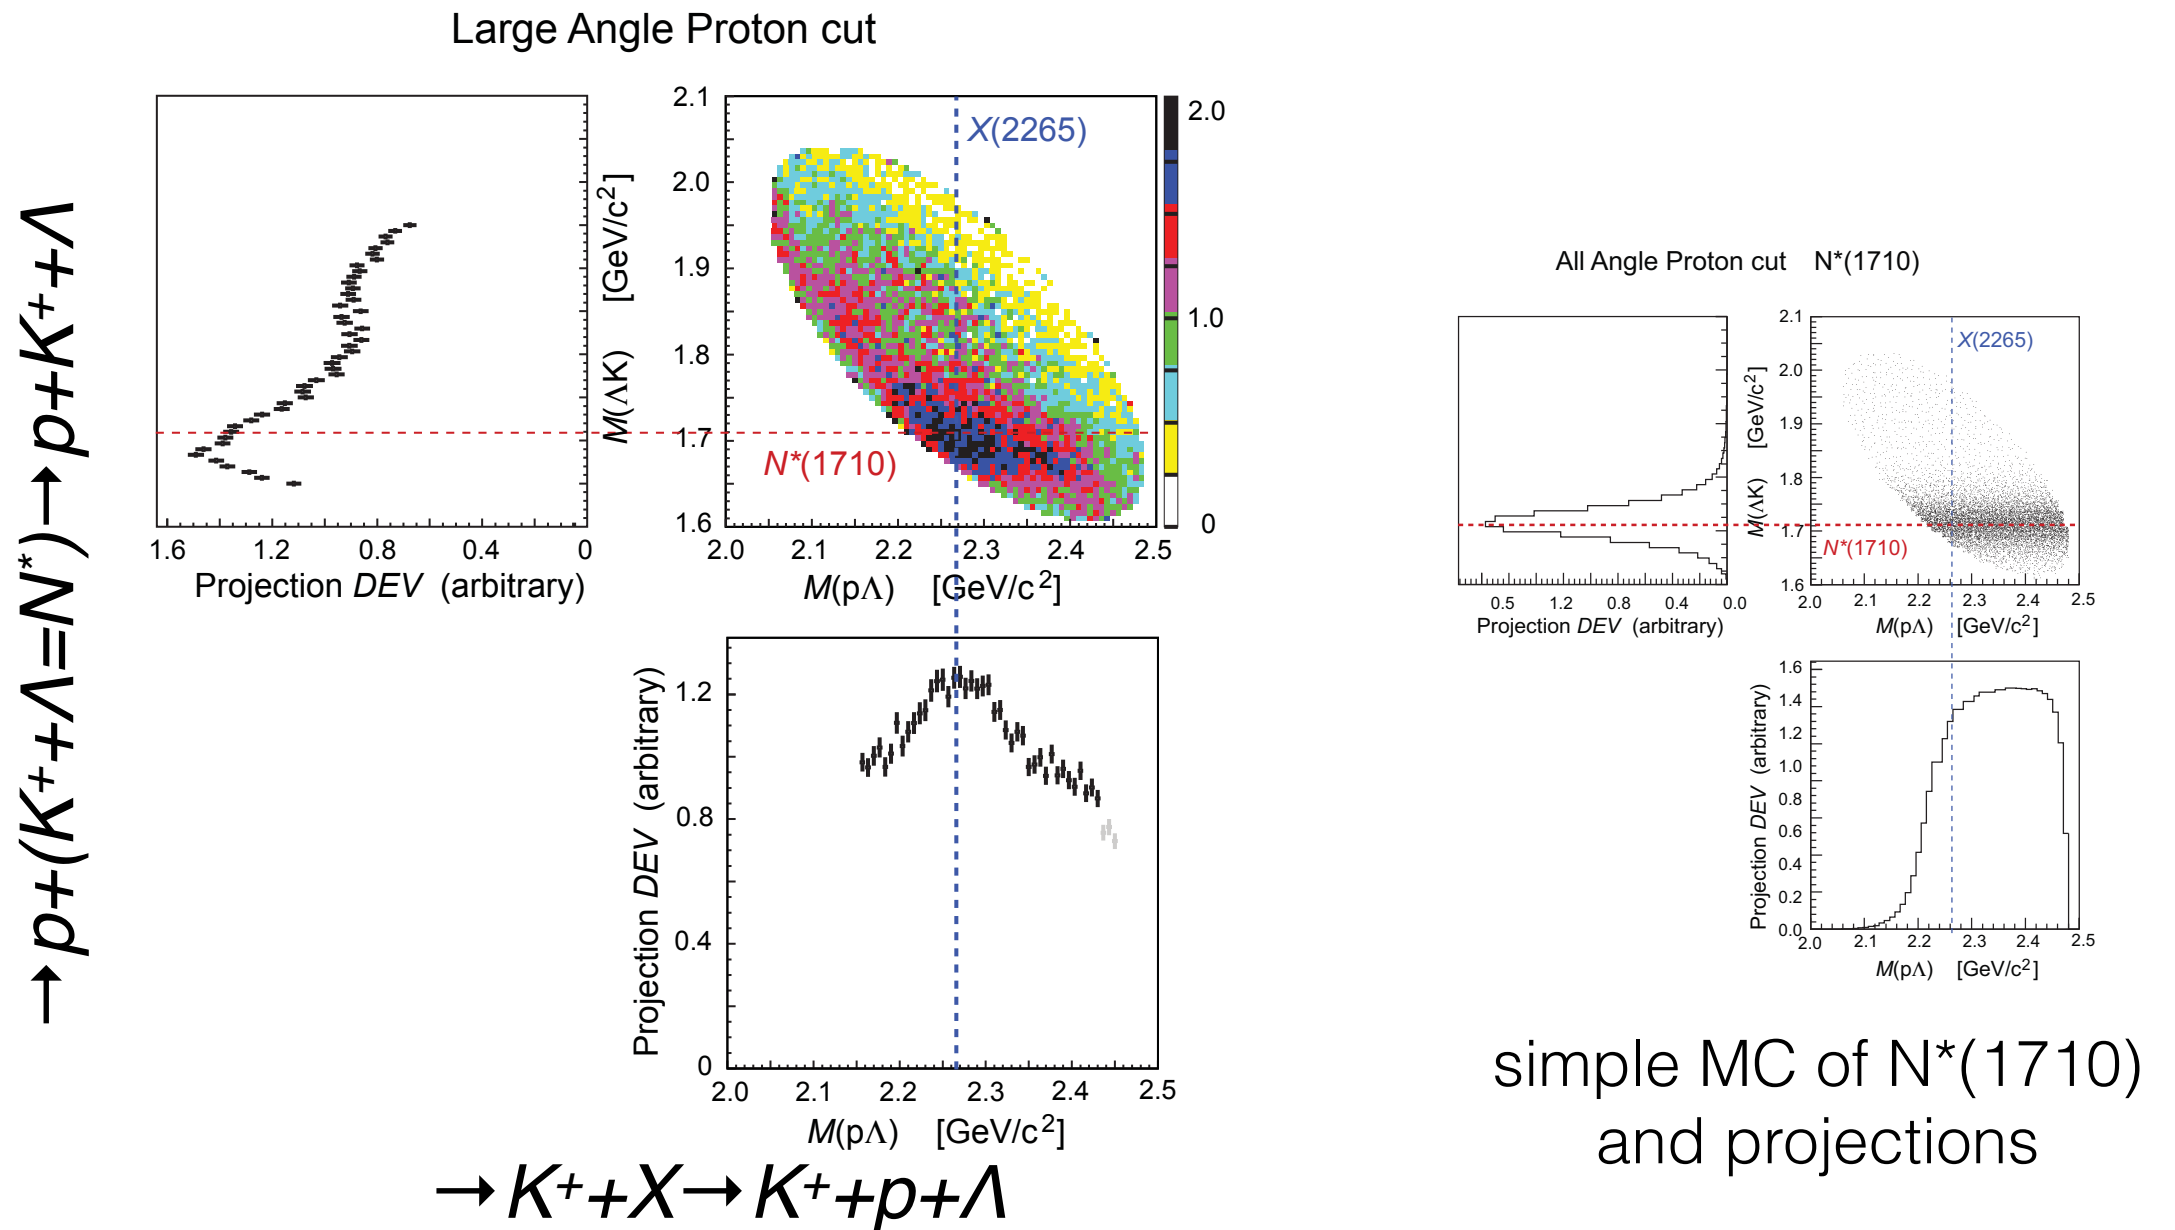 Large Angle Proton cut
→p+(K⁺+Λ=N*)→p+K⁺+Λ
1.6 1.2 0.8 0.4 0
Projection DEV (arbitrary)
2.1
2.0
1.9
1.8
1.7
1.6
M(ΛK) [GeV/c²]
X(2265)
N*(1710)
2.0 2.1 2.2 2.3 2.4 2.5
M(pΛ) [GeV/c²]
2.0
1.0
0
1.2
0.8
0.4
0
Projection DEV (arbitrary)
2.0 2.1 2.2 2.3 2.4 2.5
M(pΛ) [GeV/c²]
→K⁺+X→K⁺+p+Λ
All Angle Proton cut N*(1710)
0.5 1.2 0.8 0.4 0.0
Projection DEV (arbitrary)
2.1
2.0
1.9
1.8
1.7
1.6
M(ΛK) [GeV/c²]
X(2265)
N*(1710)
2.0 2.1 2.2 2.3 2.4 2.5
M(pΛ) [GeV/c²]
1.6
1.4
1.2
1.0
0.8
0.6
0.4
0.2
0.0
Projection DEV (arbitrary)
2.0 2.1 2.2 2.3 2.4 2.5
M(pΛ) [GeV/c²]
simple MC of N*(1710)
and projections